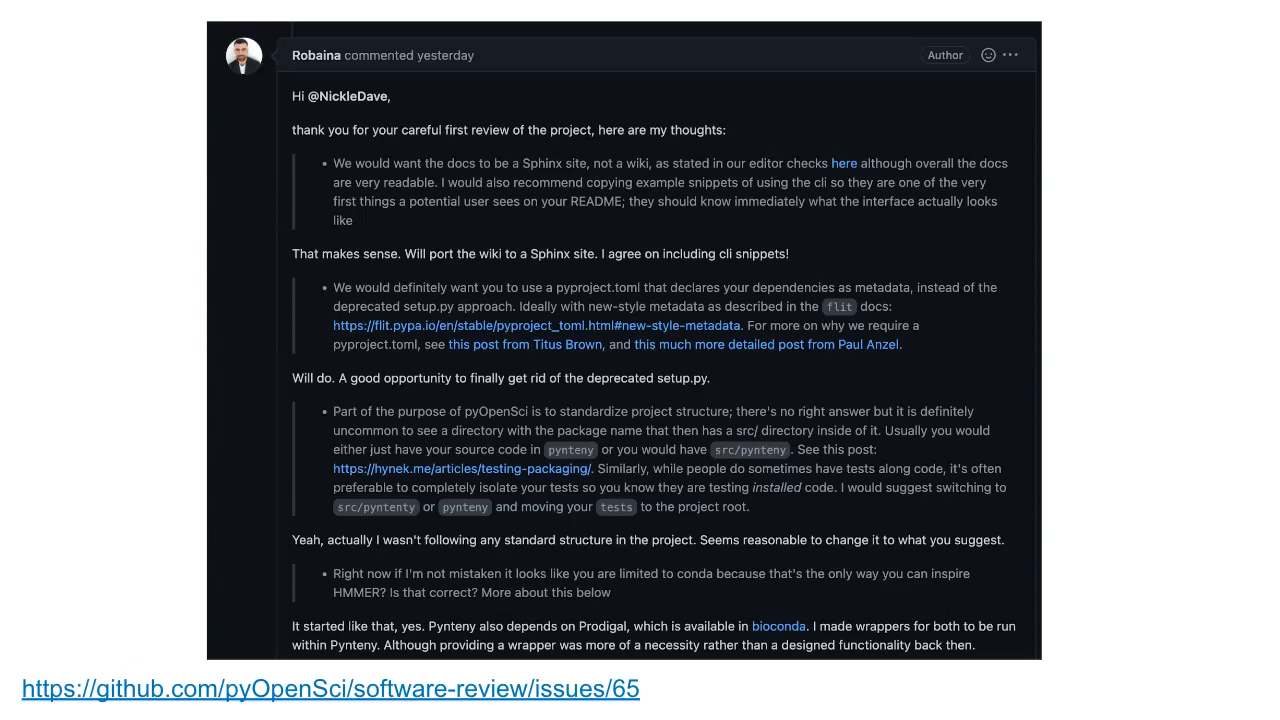 Robaina commented yesterday
Author
Hi @NickleDave,
thank you for your careful first review of the project, here are my thoughts:
• We would want the docs to be a Sphinx site, not a wiki, as stated in our editor checks here although overall the docs
are very readable. I would also recommend copying example snippets of using the cli so they are one of the very
first things a potential user sees on your README; they should know immediately what the interface actually looks
like
That makes sense. Will port the wiki to a Sphinx site. I agree on including cli snippets!
• We would definitely want you to use a pyproject.toml that declares your dependencies as metadata, instead of the
deprecated setup.py approach. Ideally with new-style metadata as described in the flit docs:
https://flit.pypa.io/en/stable/pyproject_toml.html#new-style-metadata. For more on why we require a
pyproject.toml, see this post from Titus Brown, and this much more detailed post from Paul Anzel.
Will do. A good opportunity to finally get rid of the deprecated setup.py.
• Part of the purpose of pyOpenSci is to standardize project structure; there's no right answer but it is definitely
uncommon to see a directory with the package name that then has a src/ directory inside of it. Usually you would
either just have your source code in pynteny or you would have src/pynteny. See this post:
https://hynek.me/articles/testing-packaging/. Similarly, while people do sometimes have tests along code, it's often
preferable to completely isolate your tests so you know they are testing installed code. I would suggest switching to
src/pyntenty or pynteny and moving your tests to the project root.
Yeah, actually I wasn't following any standard structure in the project. Seems reasonable to change it to what you suggest.
• Right now if I'm not mistaken it looks like you are limited to conda because that's the only way you can inspire
HMMER? Is that correct? More about this below
It started like that, yes. Pynteny also depends on Prodigal, which is available in bioconda. I made wrappers for both to be run
within Pynteny. Although providing a wrapper was more of a necessity rather than a designed functionality back then.
https://github.com/pyOpenSci/software-review/issues/65